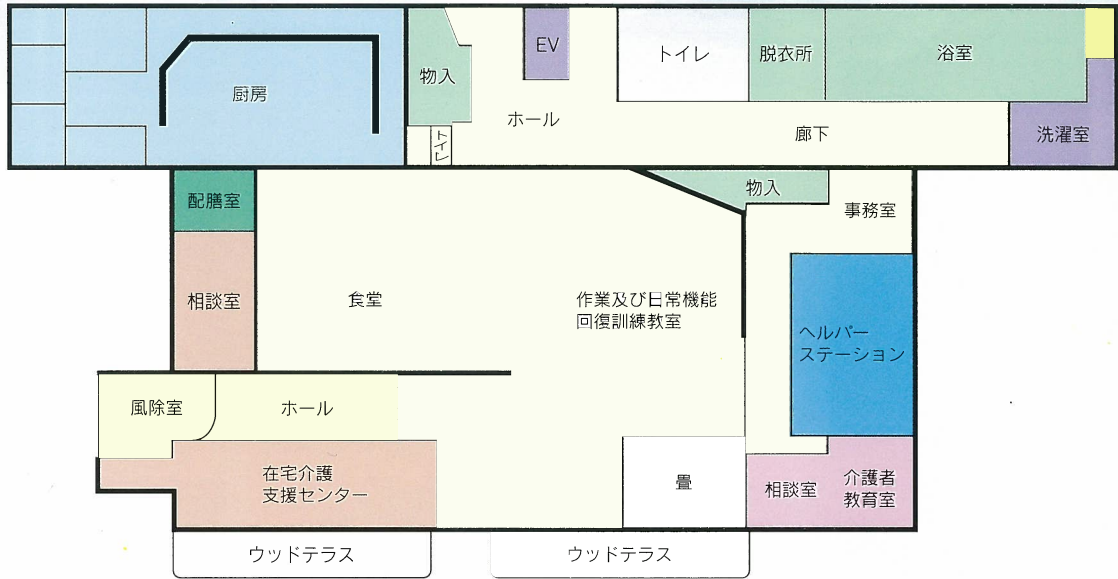 厨房
物入
トイレ
EV
ホール
トイレ
脱衣所
浴室
廊下
洗濯室
配膳室
物入
事務室
相談室
食堂
作業及び日常機能
回復訓練教室
ヘルパー
ステーション
風除室
ホール
在宅介護
支援センター
畳
相談室
介護者
教育室
ウッドテラス
ウッドテラス